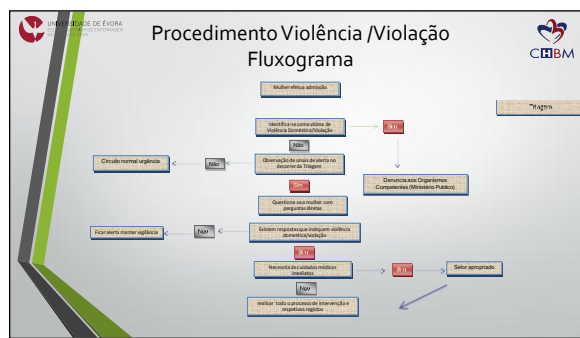 UNIVERSIDADE DE ÉVORA
Procedimento Violência /Violação
Fluxograma
CHBM
Mulher efetua admissão
Triagem
Identifica-se como vítima de
Violência Doméstica/Violação
Sim
Não
Circuito normal urgência
Não
Observação de sinais de alerta no
decorrer da Triagem
Denuncia aos Organismos
Competentes (Ministério Publico)
Sim
Questiona-se a mulher com
perguntas diretas
Ficar alerta manter vigilância
Não
Existem respostas que indiquem violência
domestica/violação
Sim
Necessita de cuidados médicos
imediatos
Sim
Setor apropriado
Não
realizar todo o processo de intervenção e
respetivos registos